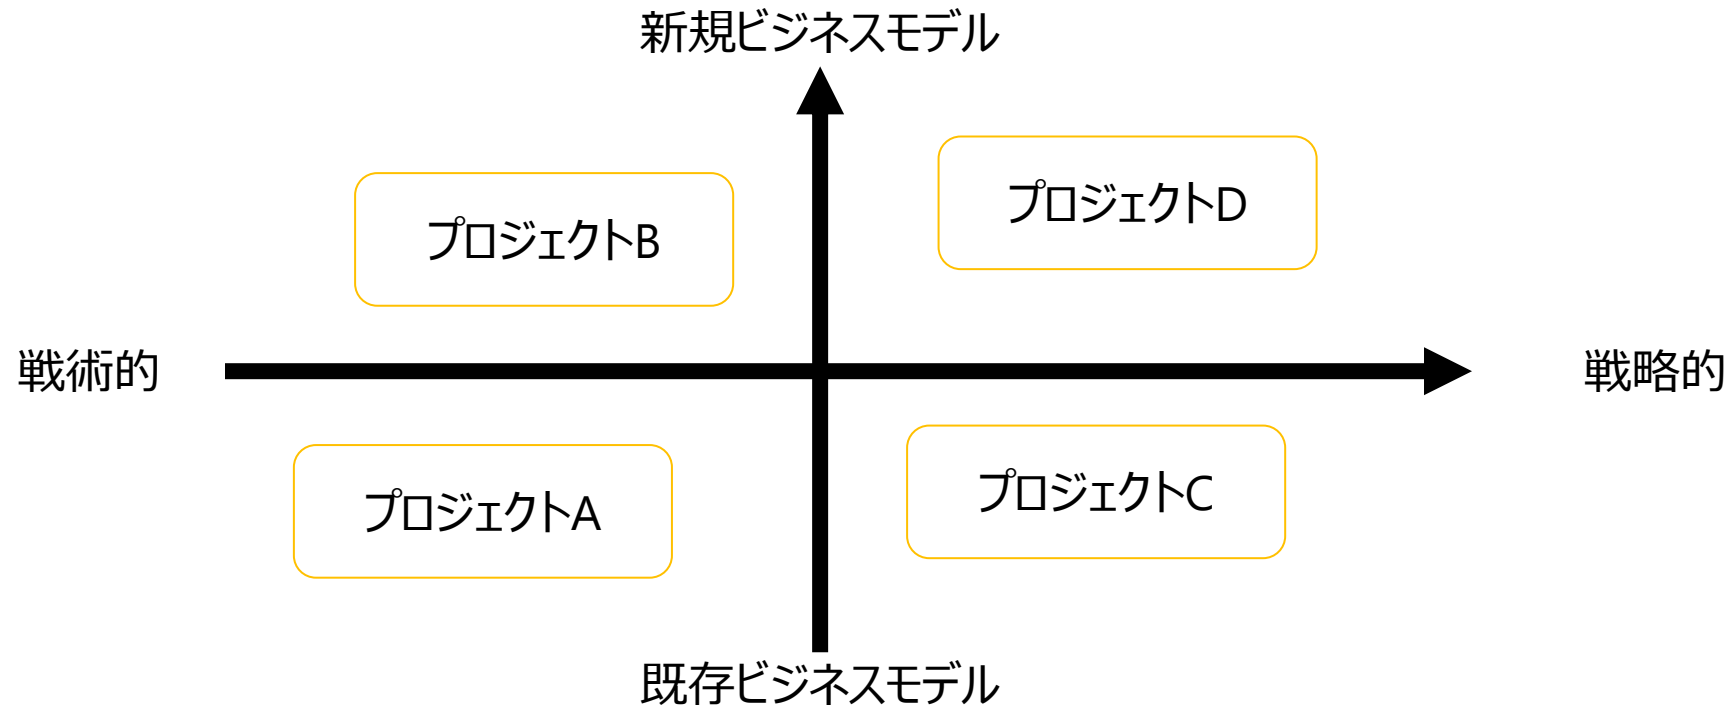 新規ビジネスモデル
プロジェクトD
プロジェクトB
戦術的
戦略的
プロジェクトC
プロジェクトA
既存ビジネスモデル